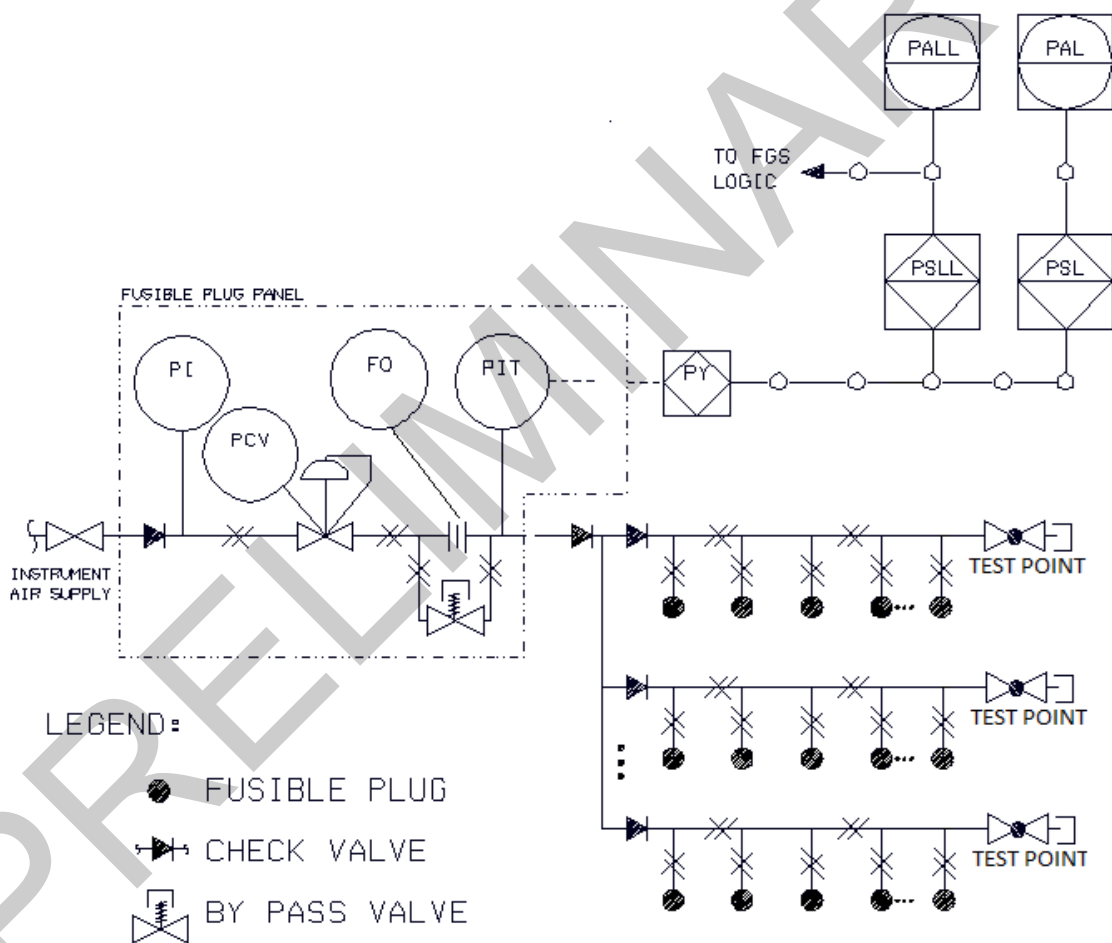 PALL
PAL
TO FGS
LOGIC
PSLL
PSL
FUSIBLE PLUG PANEL
PI
FO
PIT
PY
PCV
INSTRUMENT
AIR SUPPLY
TEST POINT
TEST POINT
TEST POINT
LEGEND:
FUSIBLE PLUG
CHECK VALVE
BY PASS VALVE
PRELIMINAR